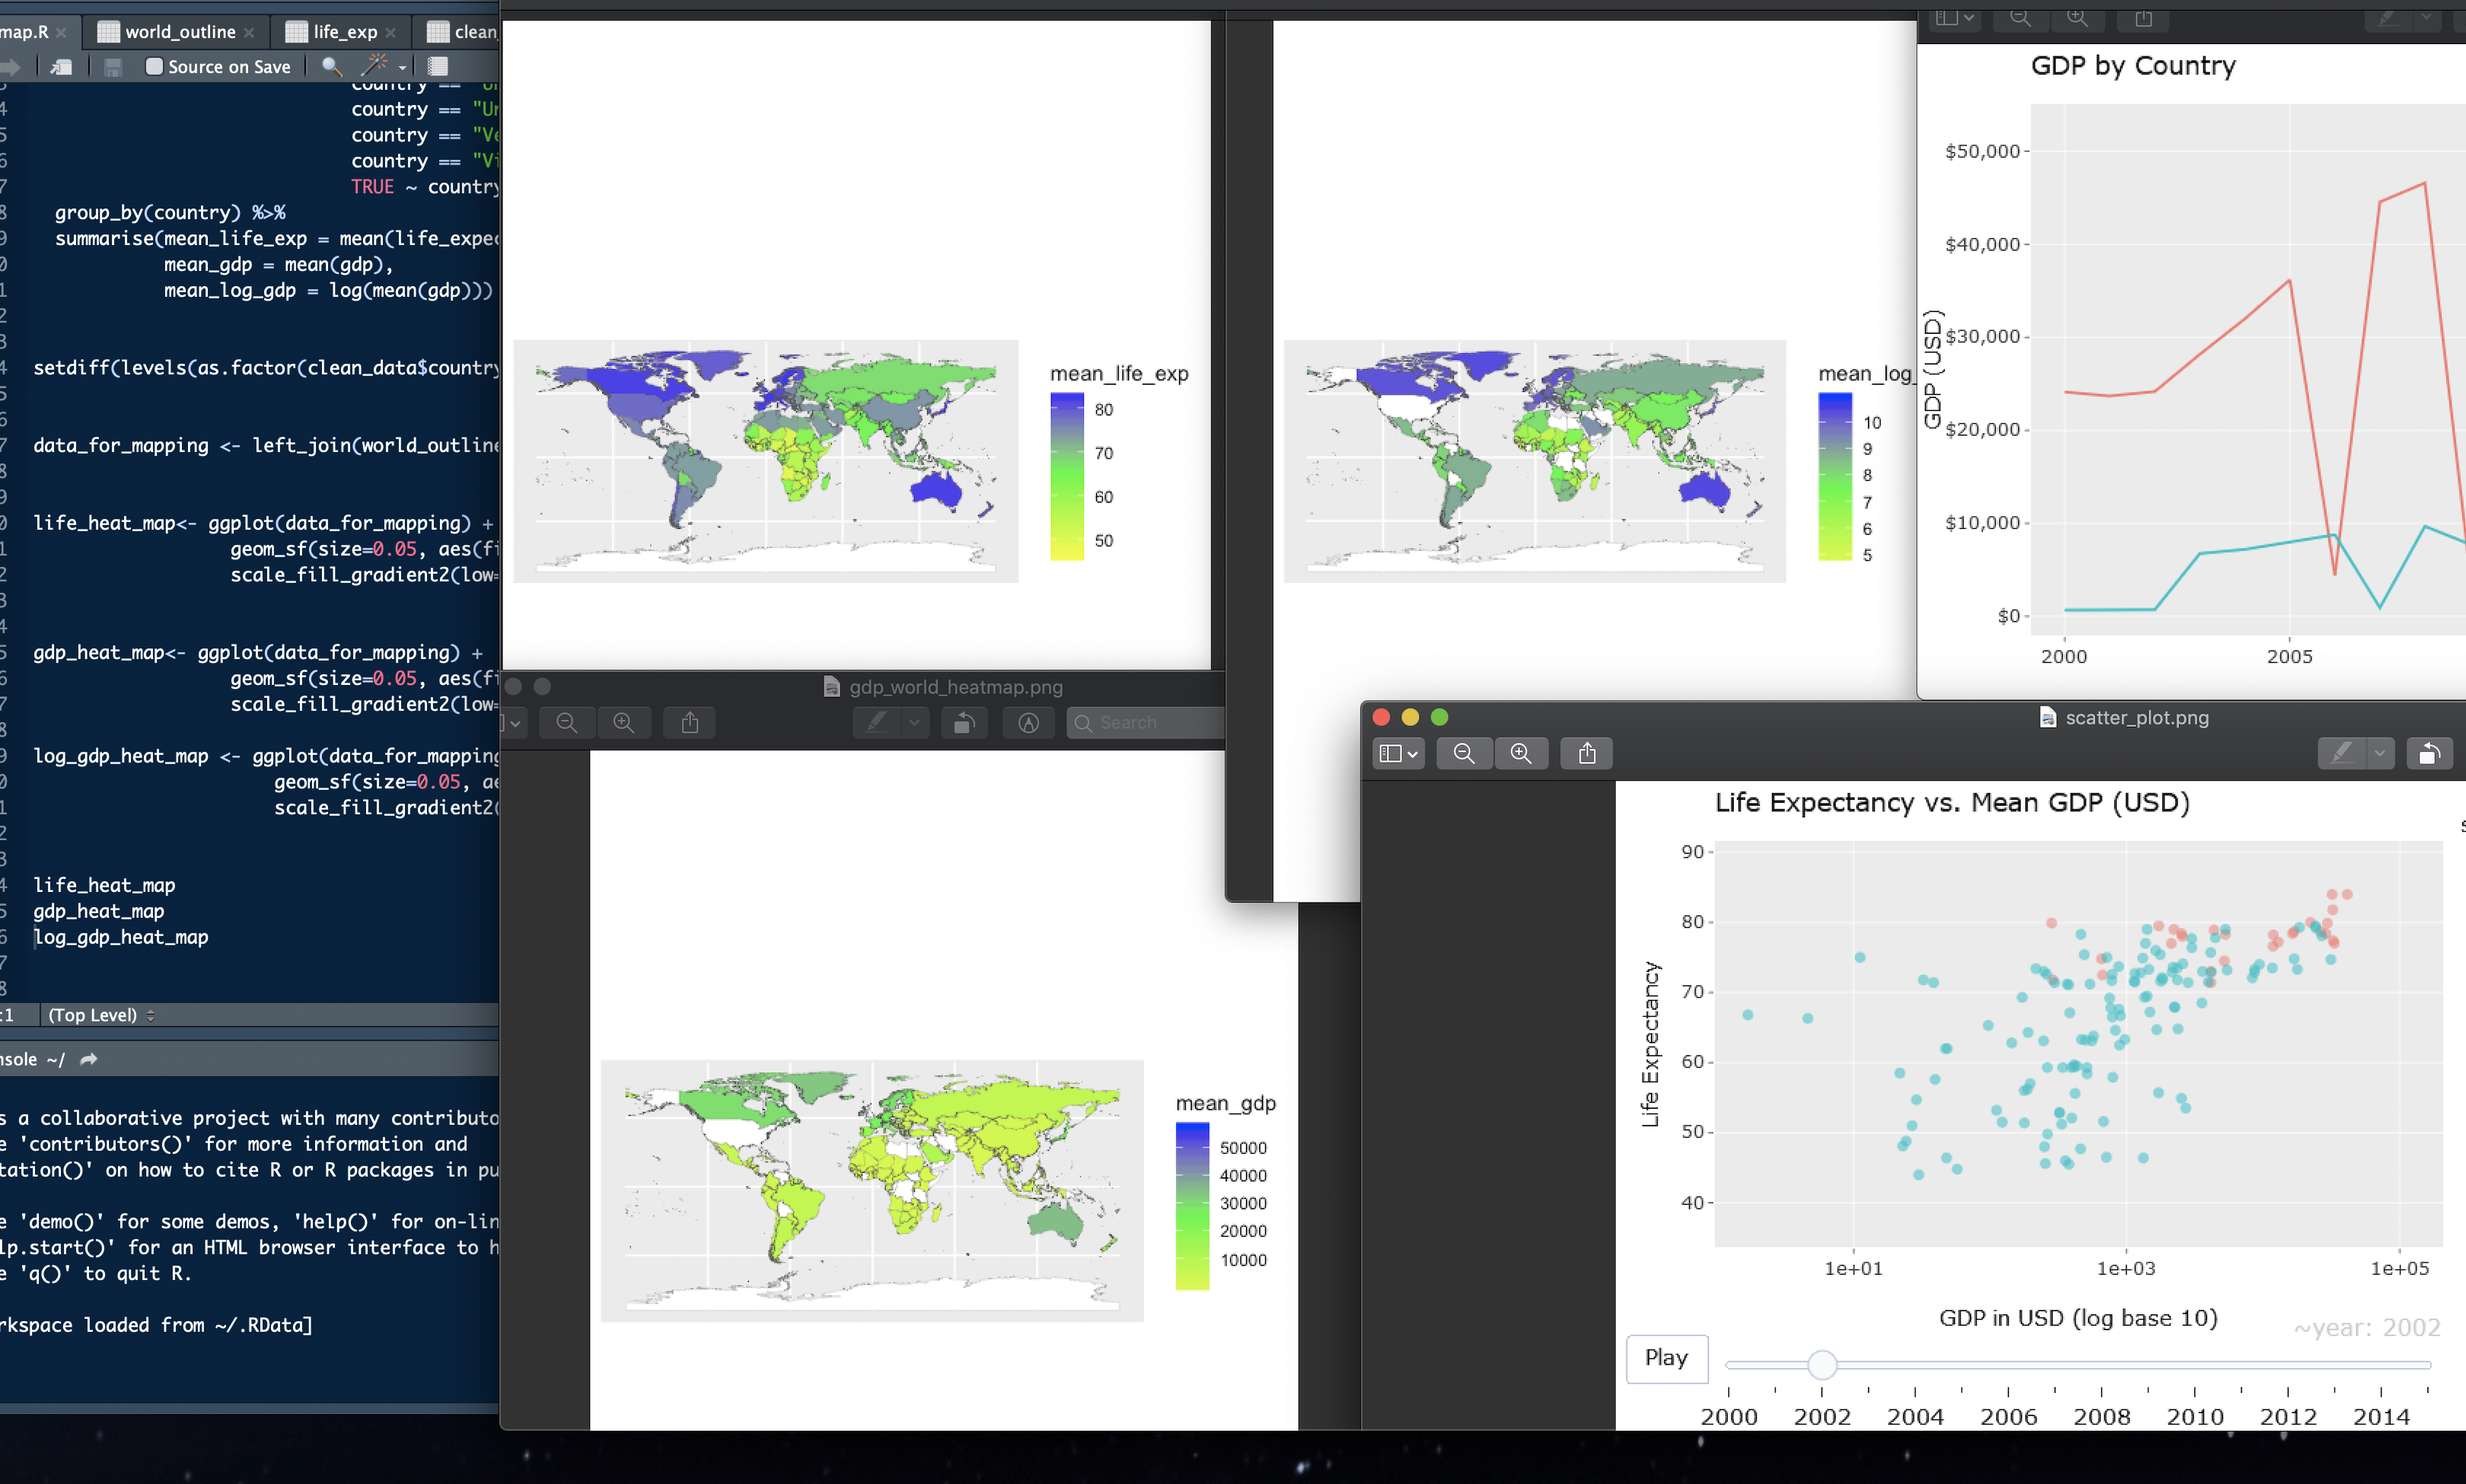 map.R
world_outline
life_exp
clean_
Source on Save
country == "Ur
country == "Ve
country == "Vi
TRUE ~ country
group_by(country) %>%
summarise(mean_life_exp = mean(life_expec
mean_gdp = mean(gdp),
mean_log_gdp = log(mean(gdp)))
setdiff(levels(as.factor(clean_data$country
data_for_mapping <- left_join(world_outline
life_heat_map<- ggplot(data_for_mapping) +
geom_sf(size=0.05, aes(fi
scale_fill_gradient2(low=
gdp_heat_map<- ggplot(data_for_mapping) +
geom_sf(size=0.05, aes(fi
scale_fill_gradient2(low=
log_gdp_heat_map <- ggplot(data_for_mapping
geom_sf(size=0.05, ae
scale_fill_gradient2(
life_heat_map
gdp_heat_map
log_gdp_heat_map
:1 (Top Level)
nsole ~/
s a collaborative project with many contributo
e 'contributors()' for more information and
tation()' on how to cite R or R packages in pu
e 'demo()' for some demos, 'help()' for on-lin
lp.start()' for an HTML browser interface to h
e 'q()' to quit R.
rkspace loaded from ~/.RData]
mean_life_exp
80
70
60
50
mean_log_
10
9
8
7
6
5
GDP by Country
GDP (USD)
$50,000
$40,000
$30,000
$20,000
$10,000
$0
2000 2005
gdp_world_heatmap.png
Search
mean_gdp
50000
40000
30000
20000
10000
scatter_plot.png
Life Expectancy vs. Mean GDP (USD)
Life Expectancy
90
80
70
60
50
40
1e+01 1e+03 1e+05
GDP in USD (log base 10)
~year: 2002
Play
2000 2002 2004 2006 2008 2010 2012 2014